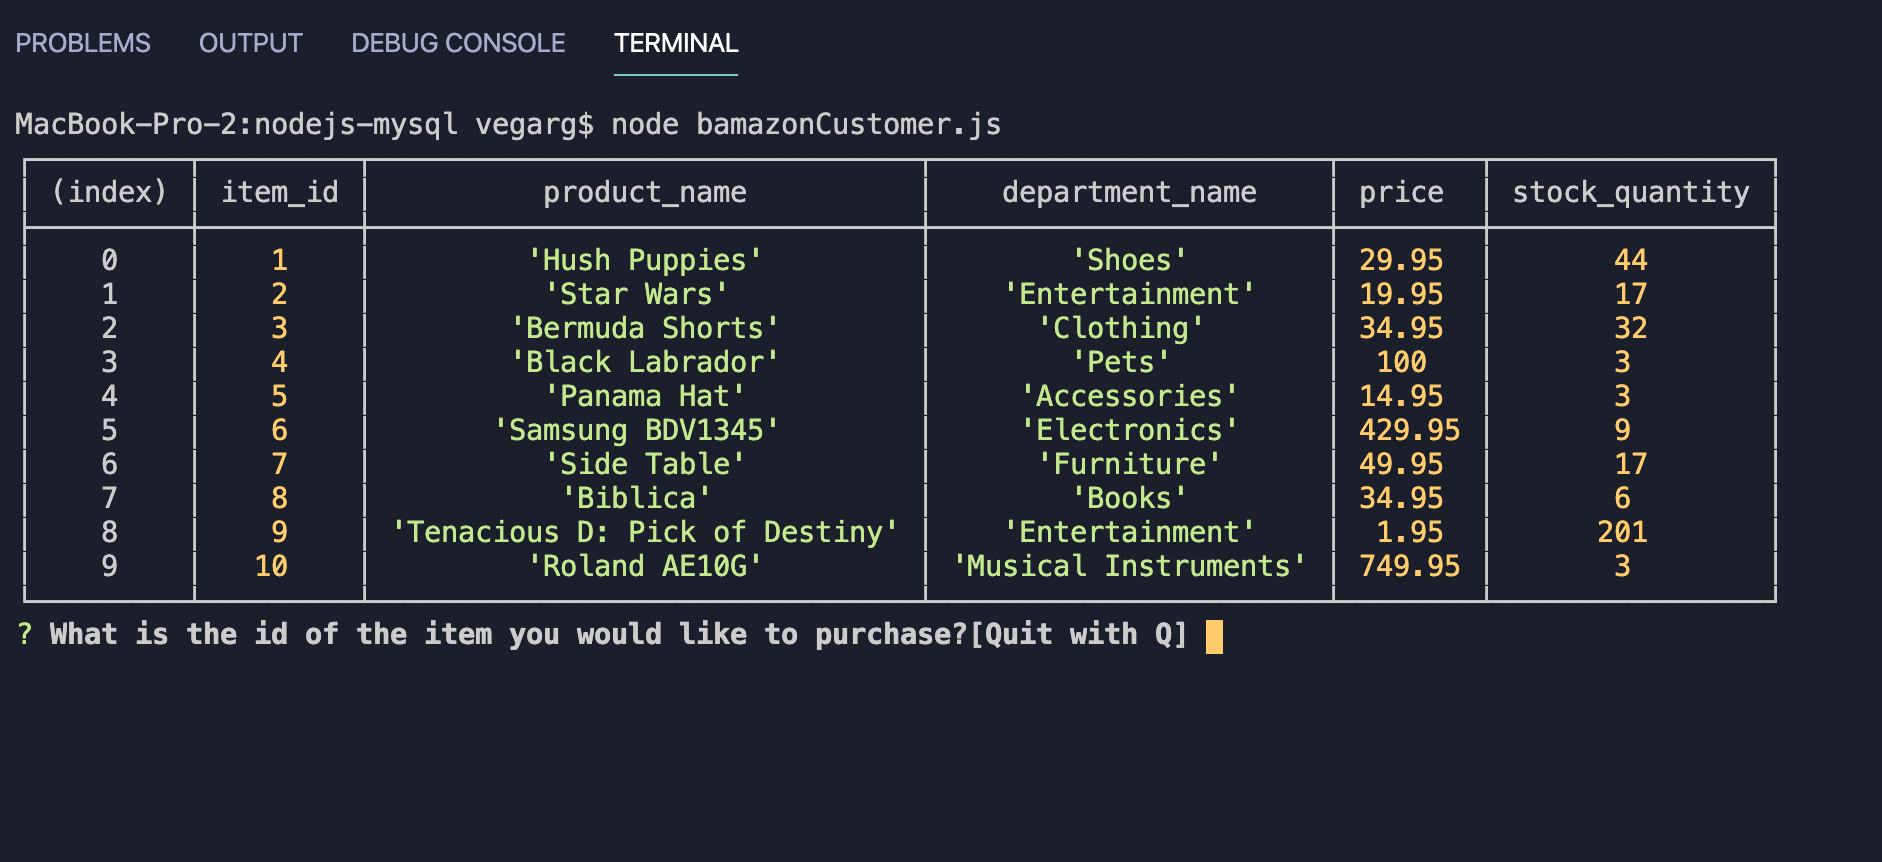 PROBLEMS OUTPUT DEBUG CONSOLE TERMINAL
MacBook-Pro-2:nodejs-mysql vegarg$ node bamazonCustomer.js
(index) item_id product_name department_name price stock_quantity
0 1 'Hush Puppies' 'Shoes' 29.95 44
1 2 'Star Wars' 'Entertainment' 19.95 17
2 3 'Bermuda Shorts' 'Clothing' 34.95 32
3 4 'Black Labrador' 'Pets' 100 3
4 5 'Panama Hat' 'Accessories' 14.95 3
5 6 'Samsung BDV1345' 'Electronics' 429.95 9
6 7 'Side Table' 'Furniture' 49.95 17
7 8 'Biblica' 'Books' 34.95 6
8 9 'Tenacious D: Pick of Destiny' 'Entertainment' 1.95 201
9 10 'Roland AE10G' 'Musical Instruments' 749.95 3
? What is the id of the item you would like to purchase?[Quit with Q]